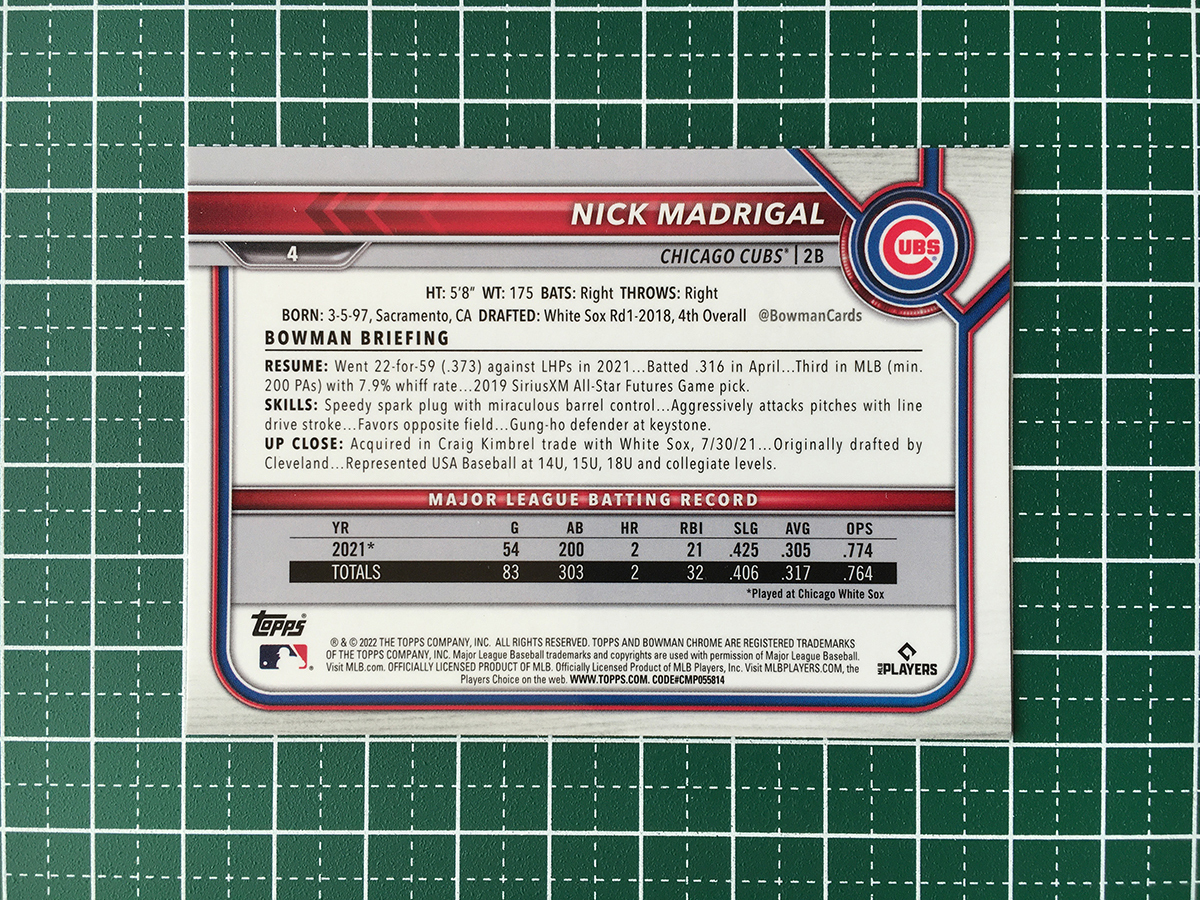 NICK MADRIGAL
4
CHICAGO CUBS® | 2B
CUBS®
HT: 5'8" WT: 175 BATS: Right THROWS: Right
BORN: 3-5-97, Sacramento, CA DRAFTED: White Sox Rd1-2018, 4th Overall @BowmanCards
BOWMAN BRIEFING
RESUME: Went 22-for-59 (.373) against LHPs in 2021...Batted .316 in April...Third in MLB (min.
200 PAs) with 7.9% whiff rate...2019 SiriusXM All-Star Futures Game pick.
SKILLS: Speedy spark plug with miraculous barrel control...Aggressively attacks pitches with line
drive stroke...Favors opposite field...Gung-ho defender at keystone.
UP CLOSE: Acquired in Craig Kimbrel trade with White Sox, 7/30/21...Originally drafted by
Cleveland...Represented USA Baseball at 14U, 15U, 18U and collegiate levels.
MAJOR LEAGUE BATTING RECORD
YR G AB HR RBI SLG AVG OPS
2021* 54 200 2 21 .425 .305 .774
TOTALS 83 303 2 32 .406 .317 .764
*Played at Chicago White Sox
Topps®
® & © 2022 THE TOPPS COMPANY, INC. ALL RIGHTS RESERVED. TOPPS AND BOWMAN CHROME ARE REGISTERED TRADEMARKS
OF THE TOPPS COMPANY, INC. Major League Baseball trademarks and copyrights are used with permission of Major League Baseball.
Visit MLB.com. OFFICIALLY LICENSED PRODUCT OF MLB. Officially Licensed Product of MLB Players, Inc. Visit MLBPLAYERS.COM, the
Players Choice on the web. WWW.TOPPS.COM. CODE#CMP055814
MLB PLAYERS